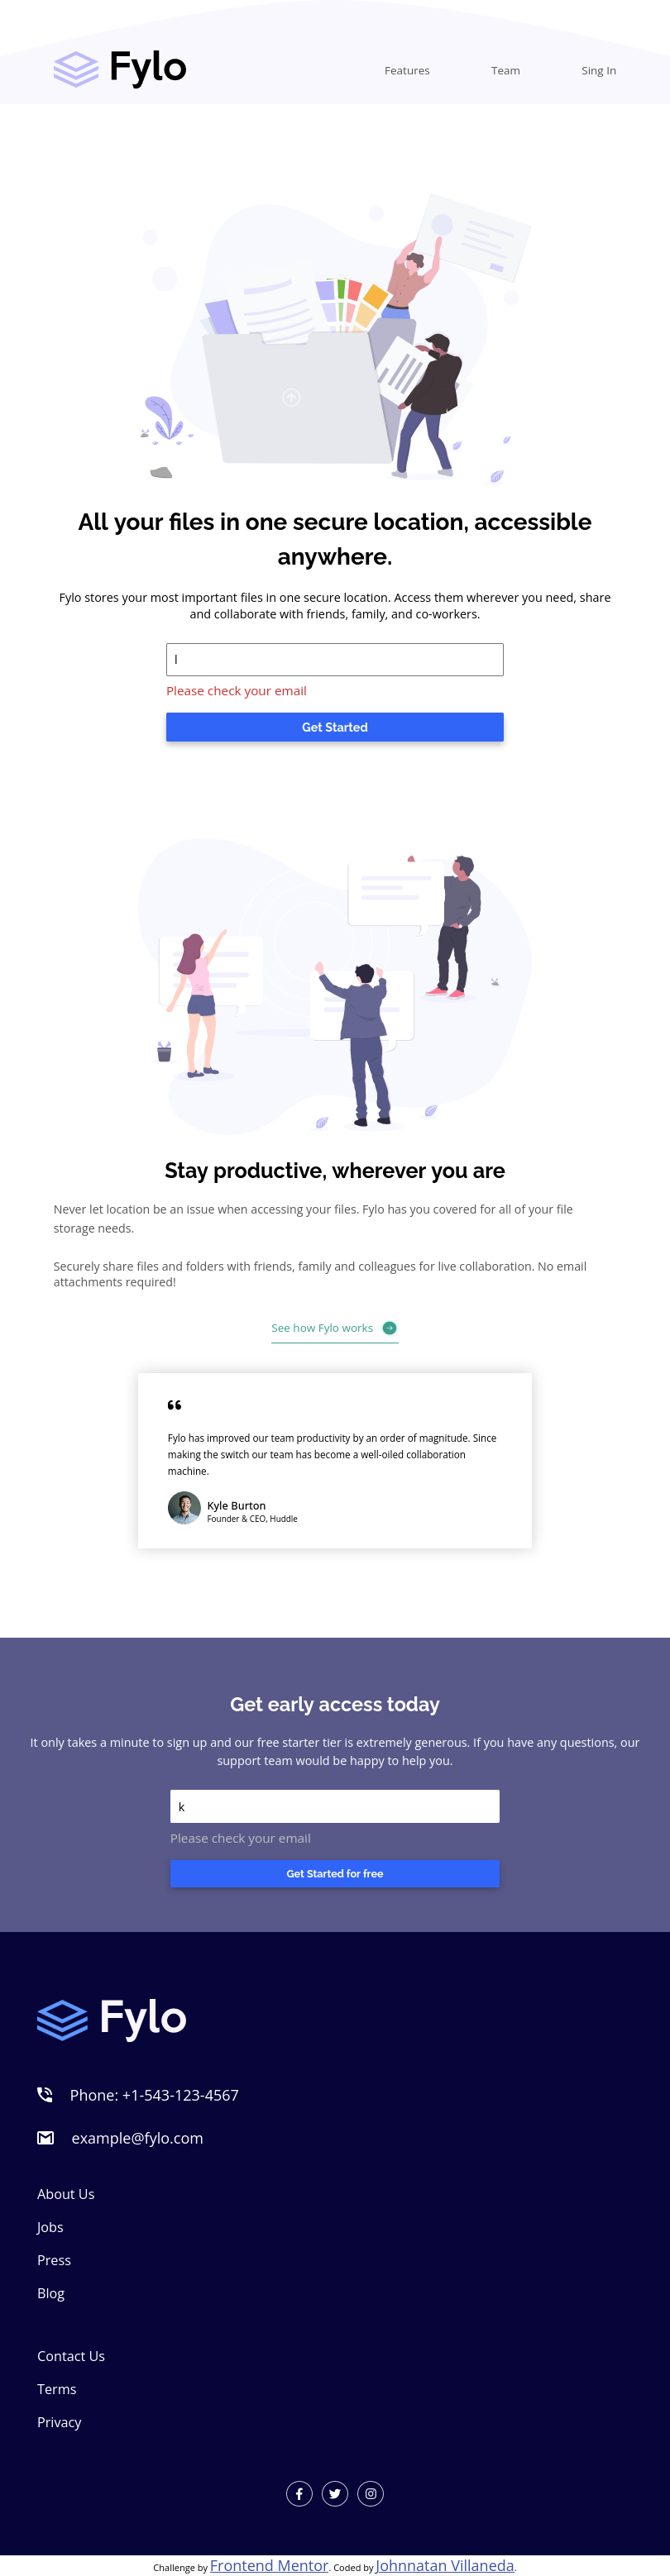 Fylo
Features Team Sing In
All your files in one secure location, accessible
anywhere.
Fylo stores your most important files in one secure location. Access them wherever you need, share
and collaborate with friends, family, and co-workers.
l
Please check your email
Get Started
Stay productive, wherever you are
Never let location be an issue when accessing your files. Fylo has you covered for all of your file
storage needs.
Securely share files and folders with friends, family and colleagues for live collaboration. No email
attachments required!
See how Fylo works
“
Fylo has improved our team productivity by an order of magnitude. Since
making the switch our team has become a well-oiled collaboration
machine.
Kyle Burton
Founder & CEO, Huddle
Get early access today
It only takes a minute to sign up and our free starter tier is extremely generous. If you have any questions, our
support team would be happy to help you.
k
Please check your email
Get Started for free
Fylo
Phone: +1-543-123-4567
example@fylo.com
About Us
Jobs
Press
Blog
Contact Us
Terms
Privacy
Challenge by Frontend Mentor. Coded by Johnnatan Villaneda.